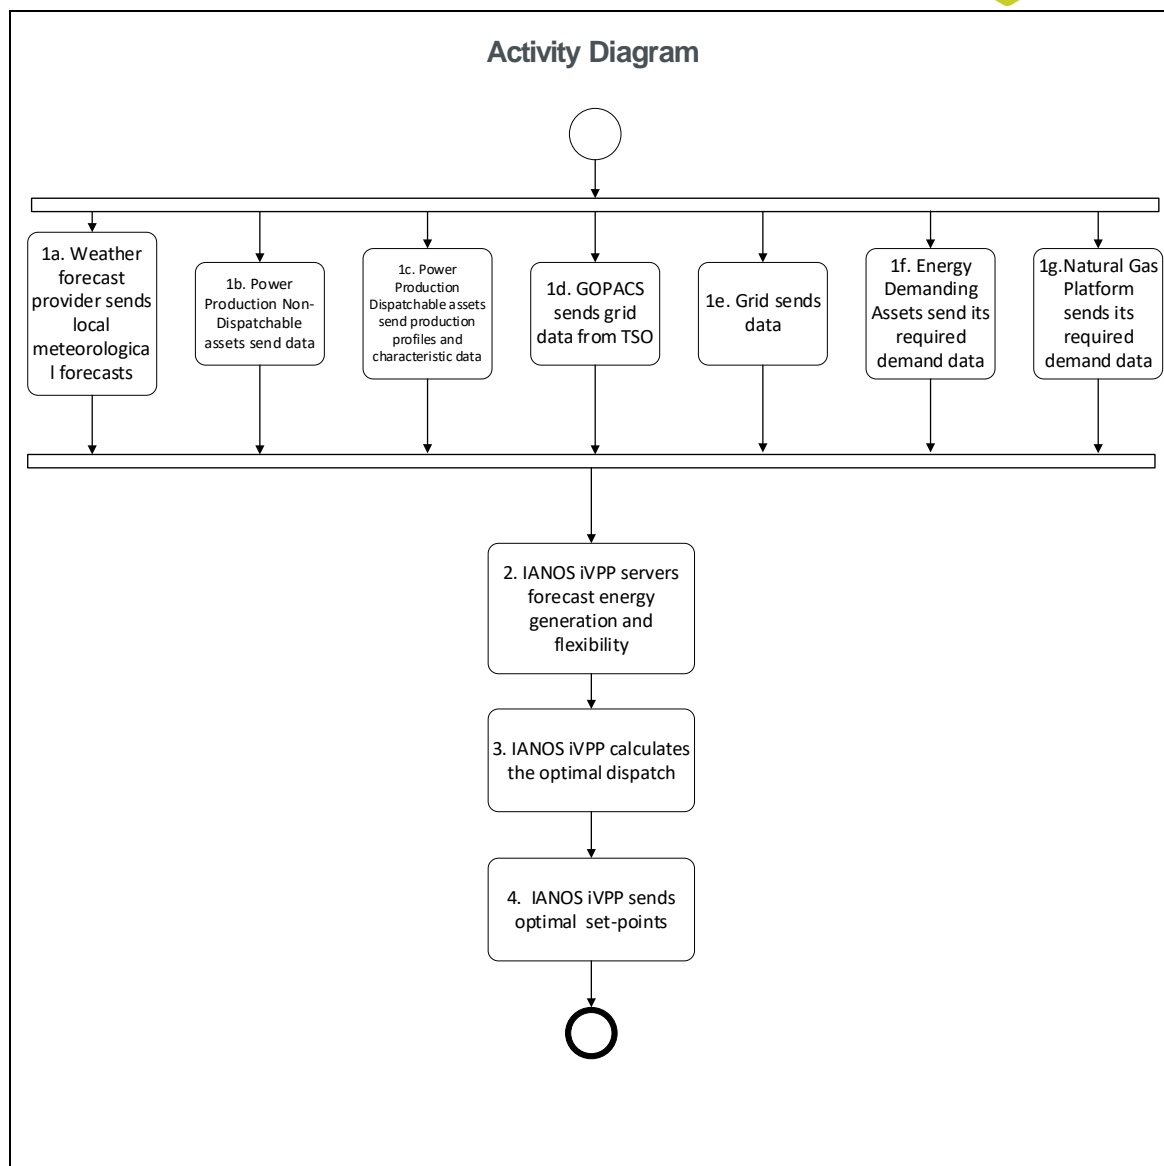 Activity Diagram
1a. Weather
forecast
provider sends
local
meteorologica
l forecasts
1b. Power
Production Non-
Dispatchable
assets send data
1c. Power
Production
Dispatchable assets
send production
profiles and
characteristic data
1d. GOPACS
sends grid
data from TSO
1e. Grid sends
data
1f. Energy
Demanding
Assets send its
required
demand data
1g.Natural Gas
Platform
sends its
required
demand data
2. IANOS iVPP servers
forecast energy
generation and
flexibility
3. IANOS iVPP calculates
the optimal dispatch
4. IANOS iVPP sends
optimal set-points